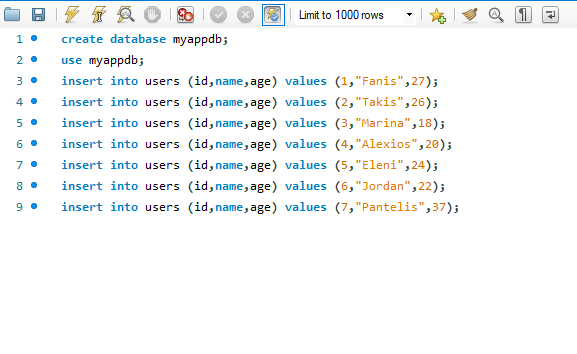 Limit to 1000 rows
1 create database myappdb;
2 use myappdb;
3 insert into users (id,name,age) values (1,"Fanis",27);
4 insert into users (id,name,age) values (2,"Takis",26);
5 insert into users (id,name,age) values (3,"Marina",18);
6 insert into users (id,name,age) values (4,"Alexios",20);
7 insert into users (id,name,age) values (5,"Eleni",24);
8 insert into users (id,name,age) values (6,"Jordan",22);
9 insert into users (id,name,age) values (7,"Pantelis",37);